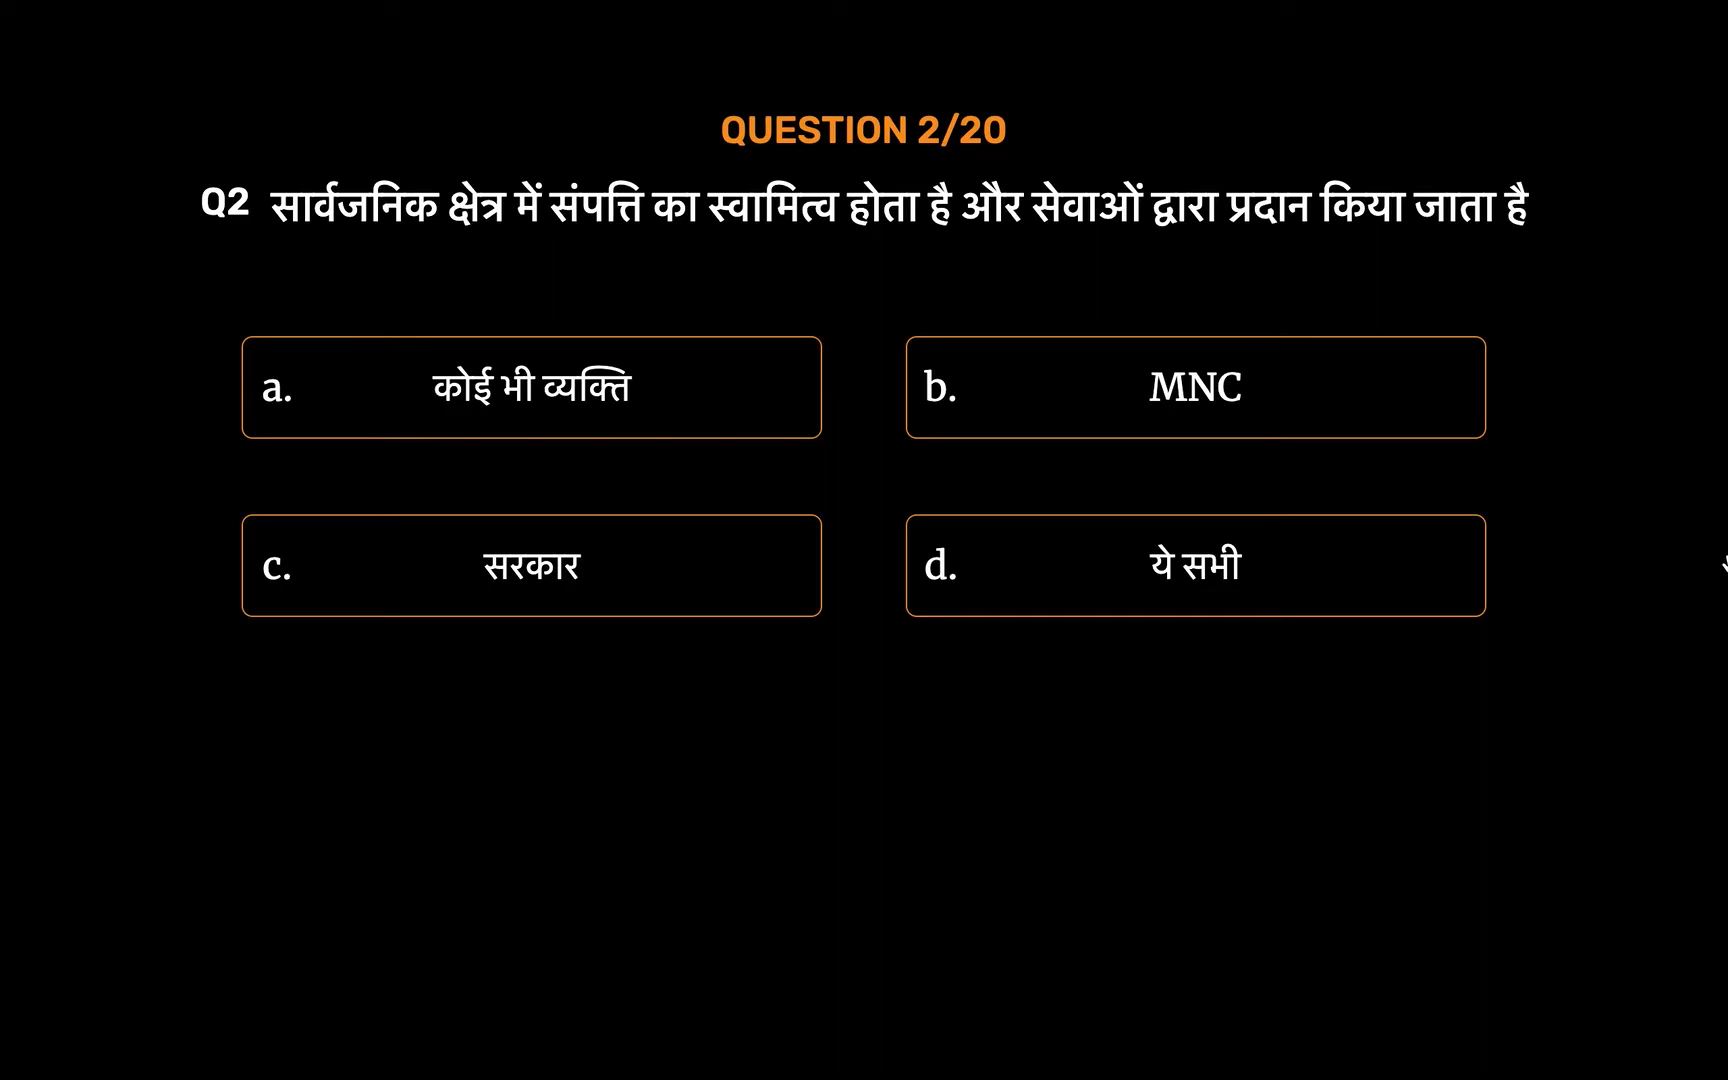 QUESTION 2/20
Q2 सार्वजनिक क्षेत्र में संपत्ति का स्वामित्व होता है और सेवाओं द्वारा प्रदान किया जाता है
a. कोई भी व्यक्ति
b. MNC
c. सरकार
d. ये सभी